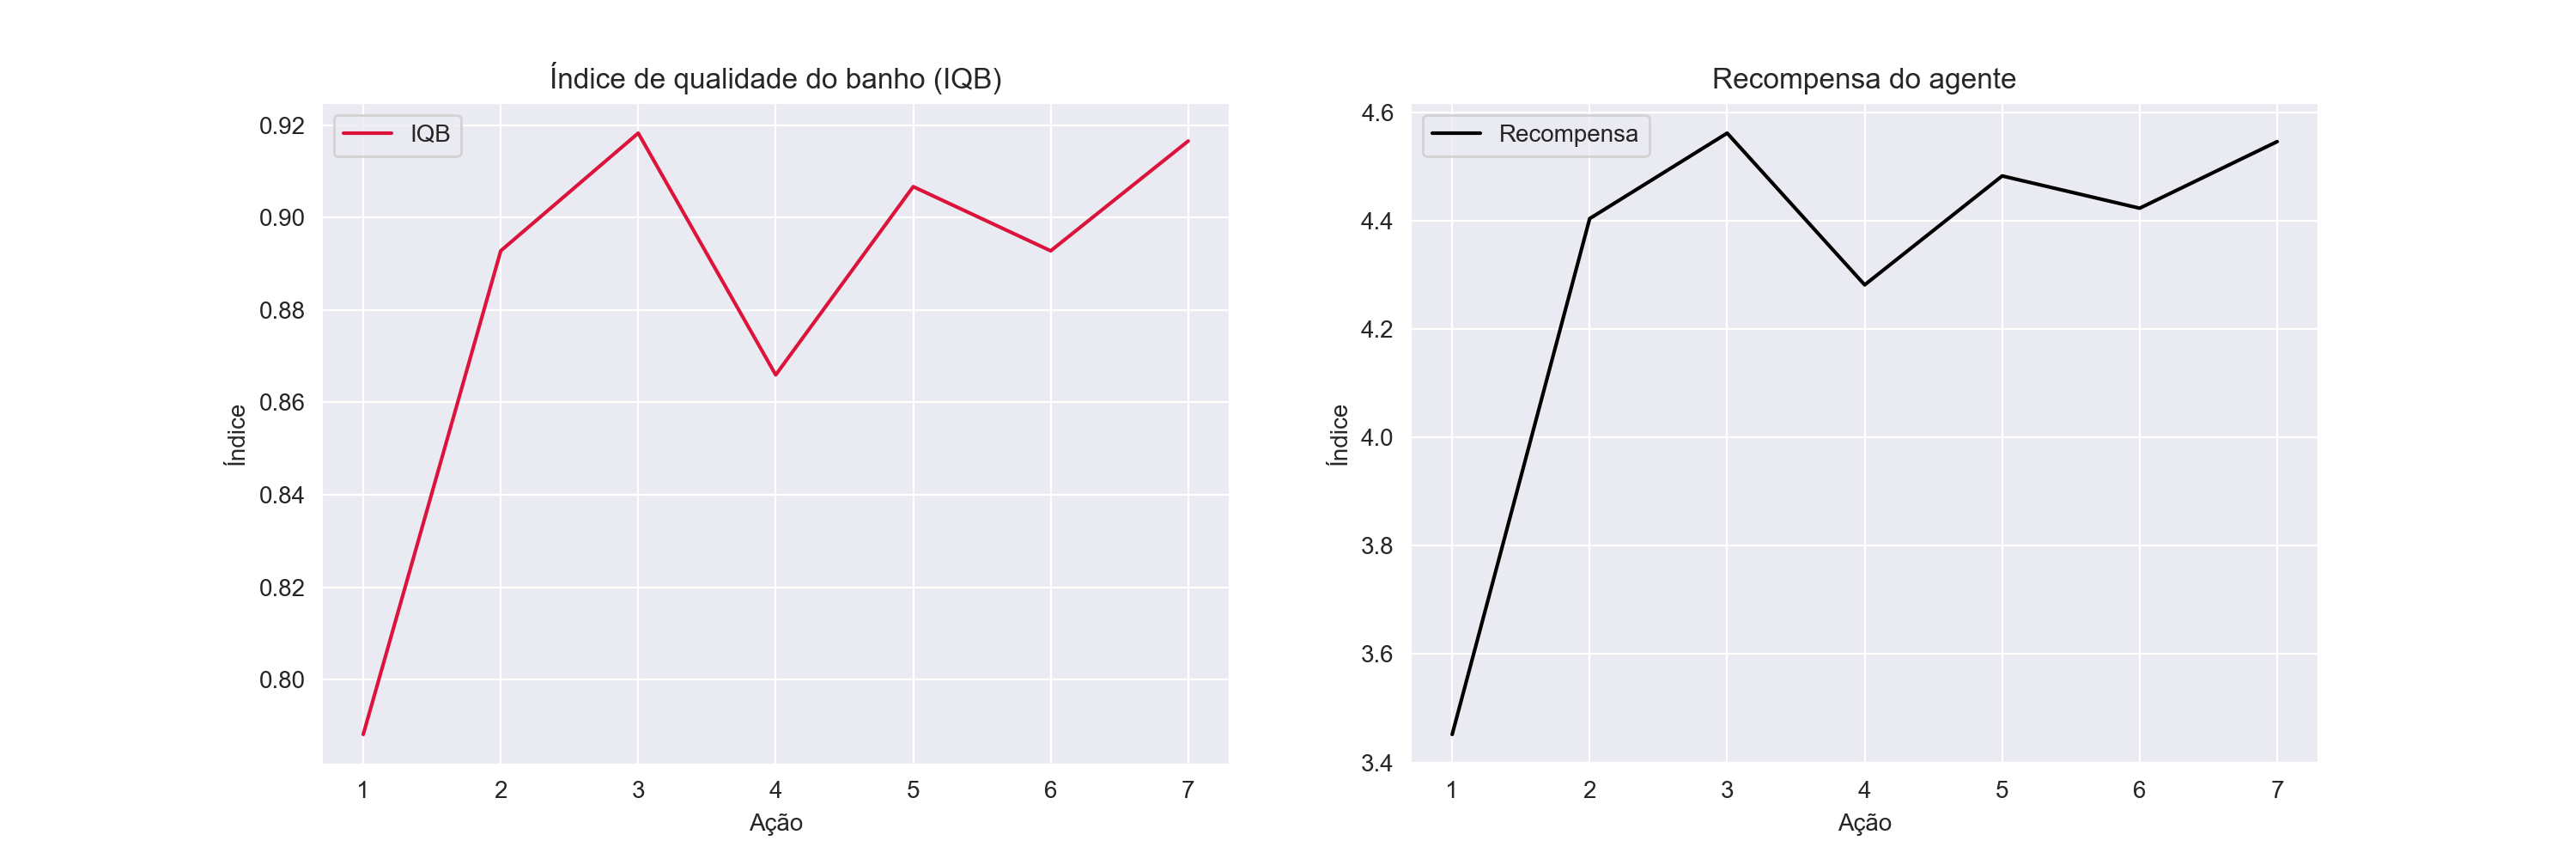 Índice de qualidade do banho (IQB)
IQB
0.92
0.90
0.88
0.86
0.84
0.82
0.80
Índice
1 2 3 4 5 6 7
Ação
Recompensa do agente
Recompensa
4.6
4.4
4.2
4.0
3.8
3.6
3.4
Índice
1 2 3 4 5 6 7
Ação